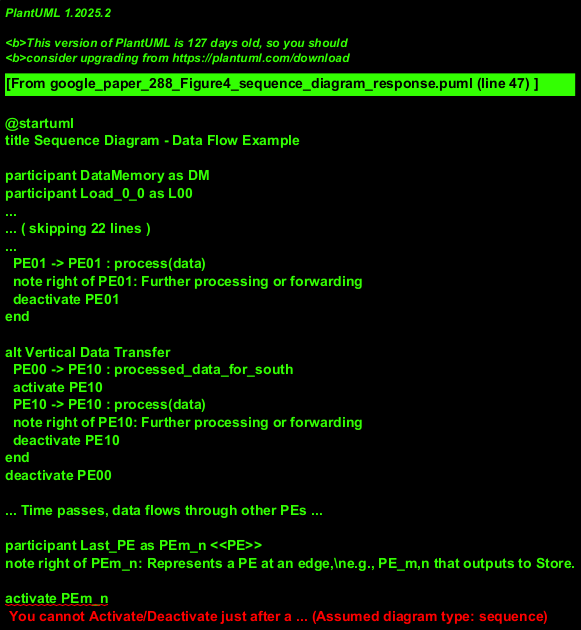 PlantUML 1.2025.2
<b>This version of PlantUML is 127 days old, so you should
<b>consider upgrading from https://plantuml.com/download
[From google_paper_288_Figure4_sequence_diagram_response.puml (line 47) ]
@startuml
title Sequence Diagram - Data Flow Example
participant DataMemory as DM
participant Load_0_0 as L00
...
... ( skipping 22 lines )
...
PE01 -> PE01 : process(data)
note right of PE01: Further processing or forwarding
deactivate PE01
end
alt Vertical Data Transfer
PE00 -> PE10 : processed_data_for_south
activate PE10
PE10 -> PE10 : process(data)
note right of PE10: Further processing or forwarding
deactivate PE10
end
deactivate PE00
... Time passes, data flows through other PEs ...
participant Last_PE as PEm_n <<PE>>
note right of PEm_n: Represents a PE at an edge,\ne.g., PE_m,n that outputs to Store.
activate PEm_n
You cannot Activate/Deactivate just after a ... (Assumed diagram type: sequence)